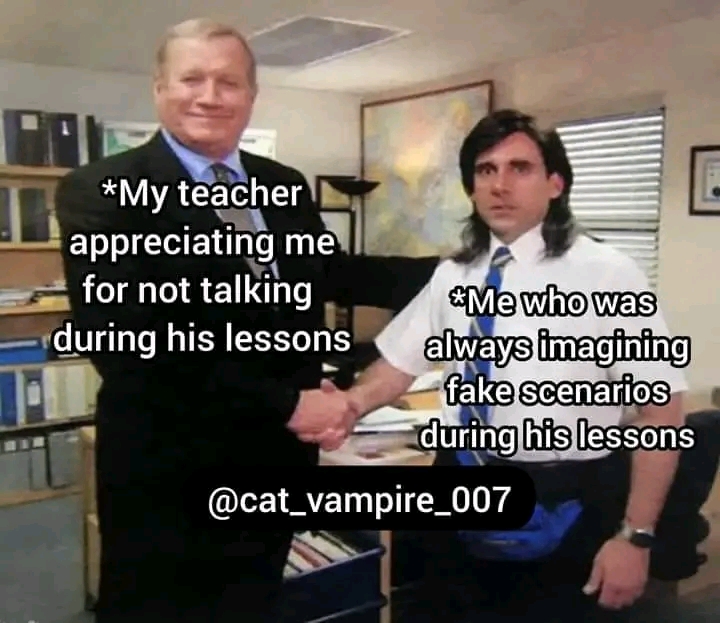 *My teacher
appreciating me
for not talking
during his lessons
*Me who was
always imagining
fake scenarios
during his lessons
@cat_vampire_007